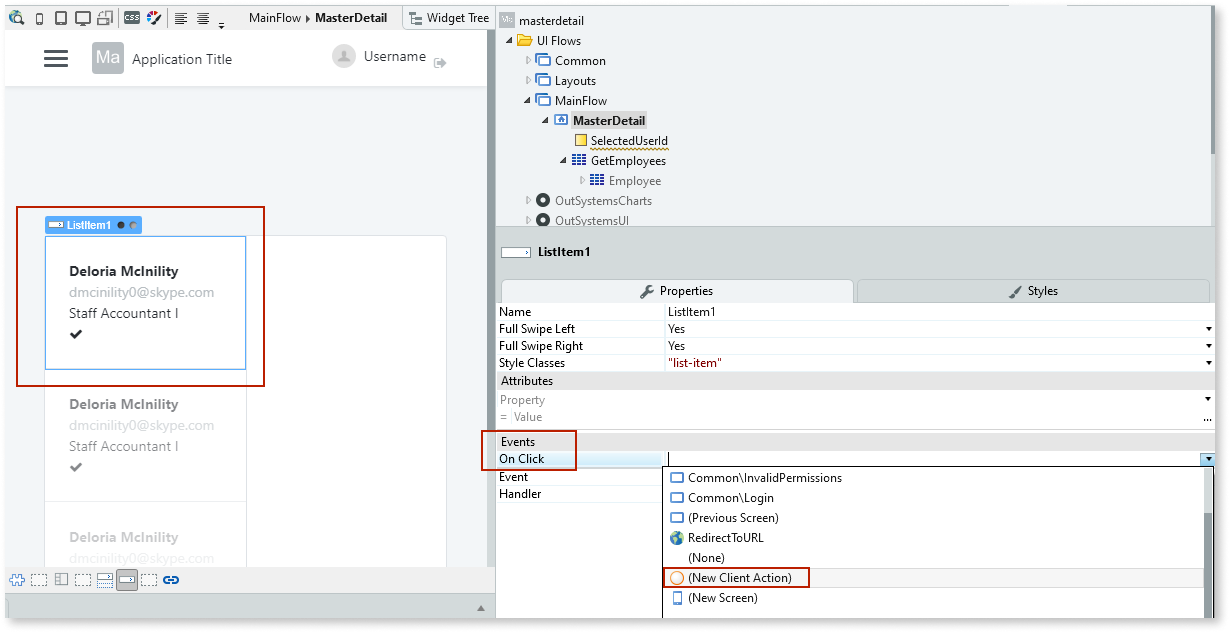 CSS
MainFlow ▸ MasterDetail
Widget Tree
Ma Application Title
Username
ListItem1
Deloria McInility
dmcinility0@skype.com
Staff Accountant I
Deloria McInility
dmcinility0@skype.com
Staff Accountant I
Deloria McInility
dmcinility0@skype.com
Ma masterdetail
UI Flows
Common
Layouts
MainFlow
MasterDetail
SelectedUserId
GetEmployees
Employee
OutSystemsCharts
OutSystemsUI
ListItem1
Properties
Styles
Name ListItem1
Full Swipe Left Yes
Full Swipe Right Yes
Style Classes "list-item"
Attributes
Property
= Value ...
Events
On Click
Event
Handler
Common\InvalidPermissions
Common\Login
(Previous Screen)
RedirectToURL
(None)
(New Client Action)
(New Screen)